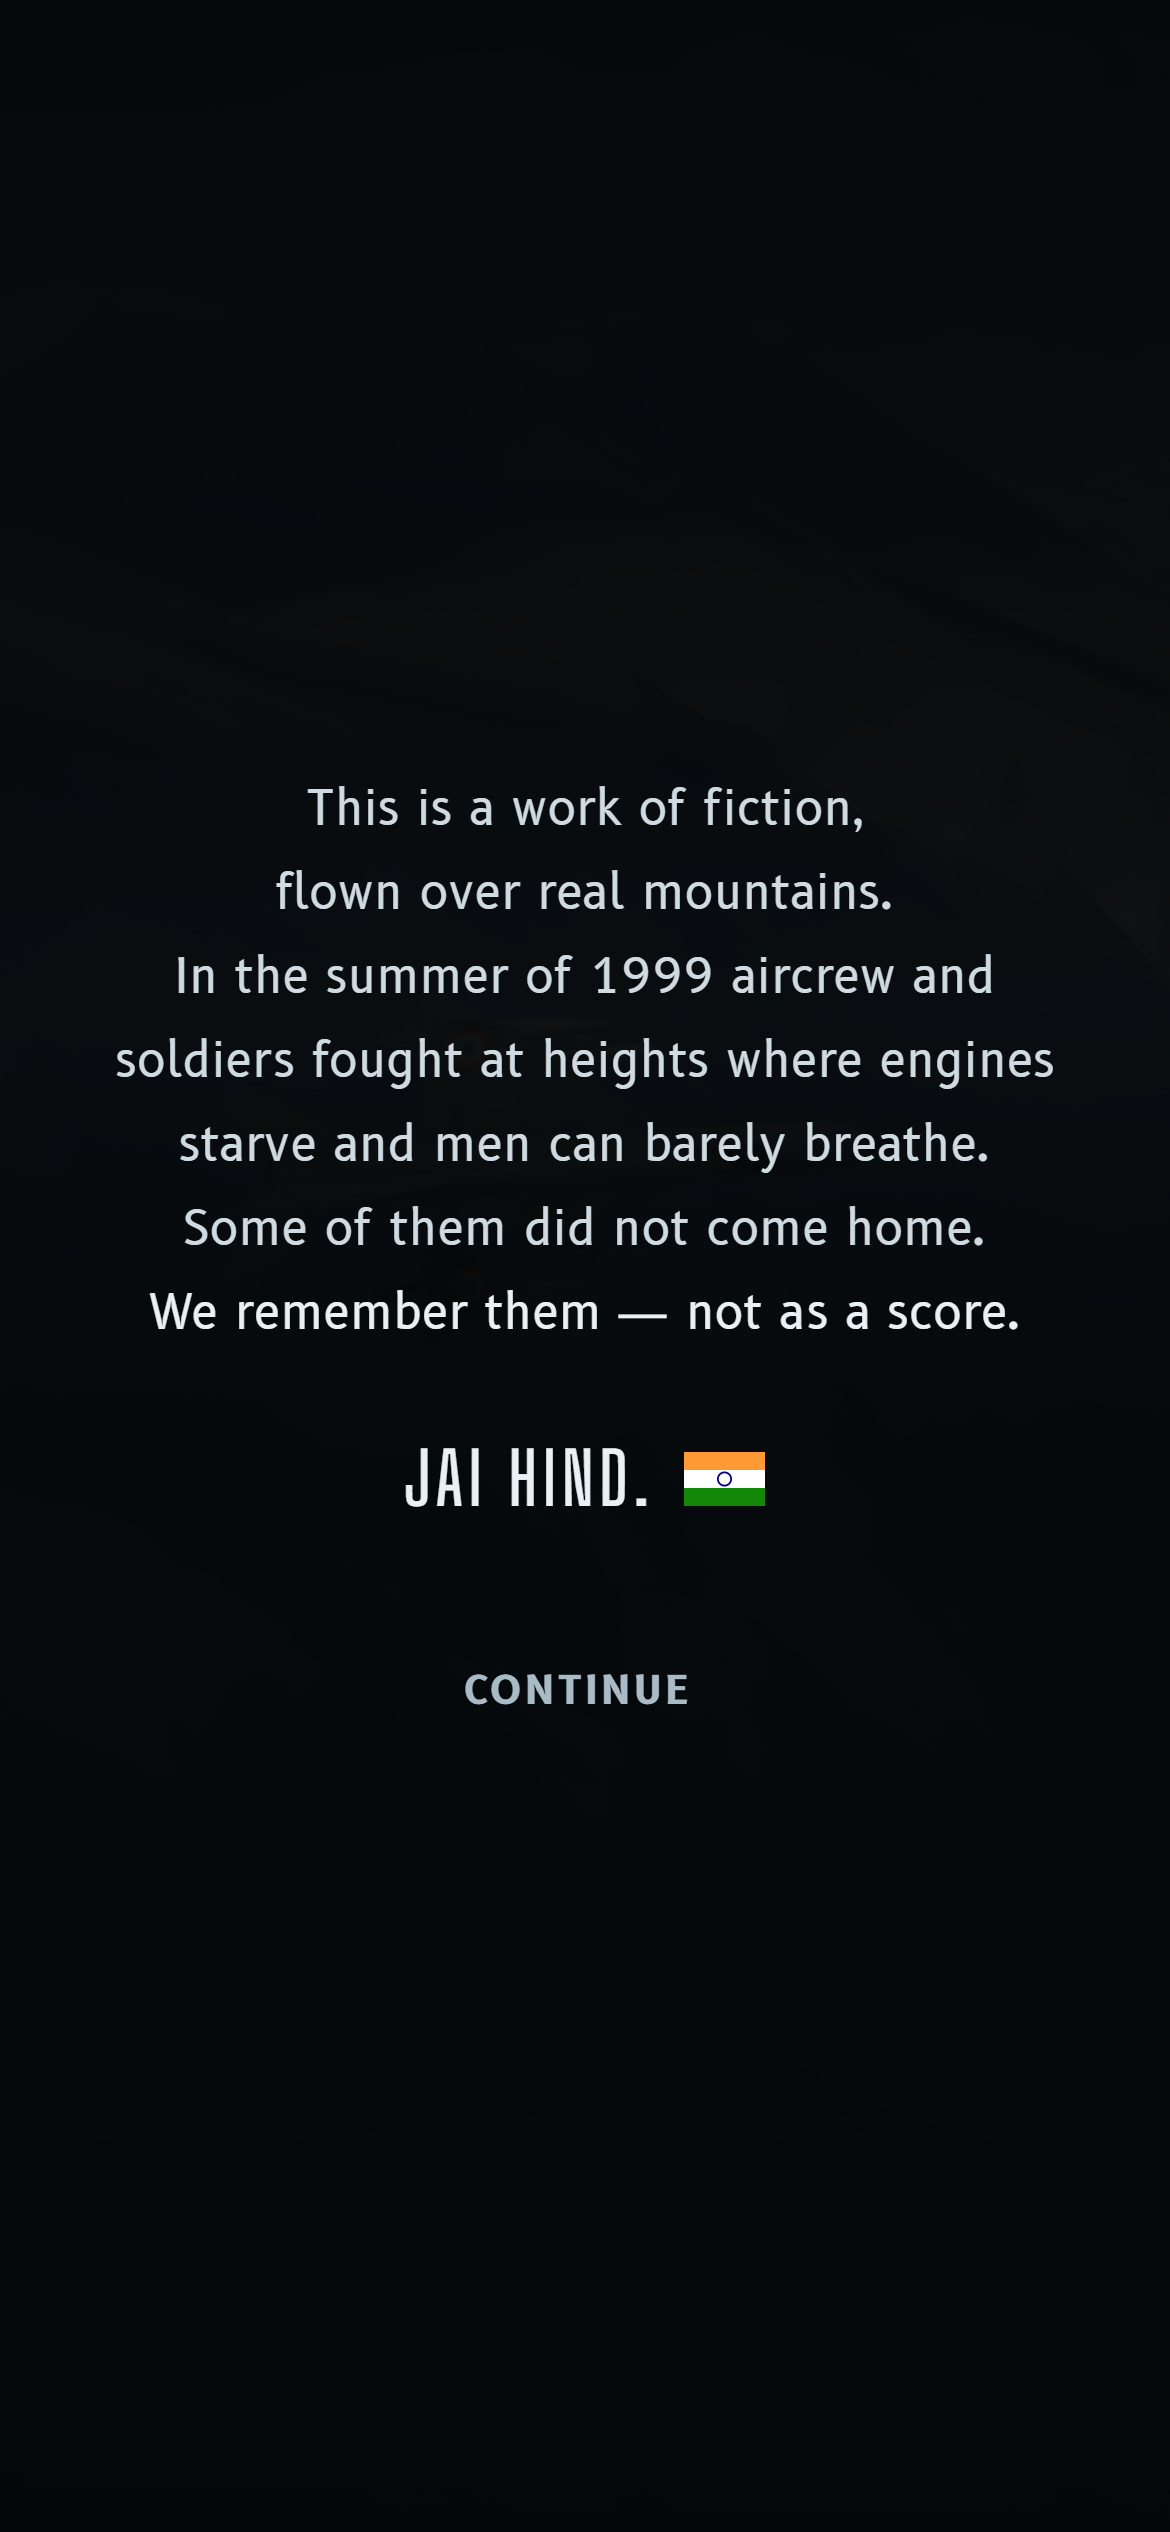 This is a work of fiction,
flown over real mountains.
In the summer of 1999 aircrew and
soldiers fought at heights where engines
starve and men can barely breathe.
Some of them did not come home.
We remember them — not as a score.
JAI HIND.
CONTINUE